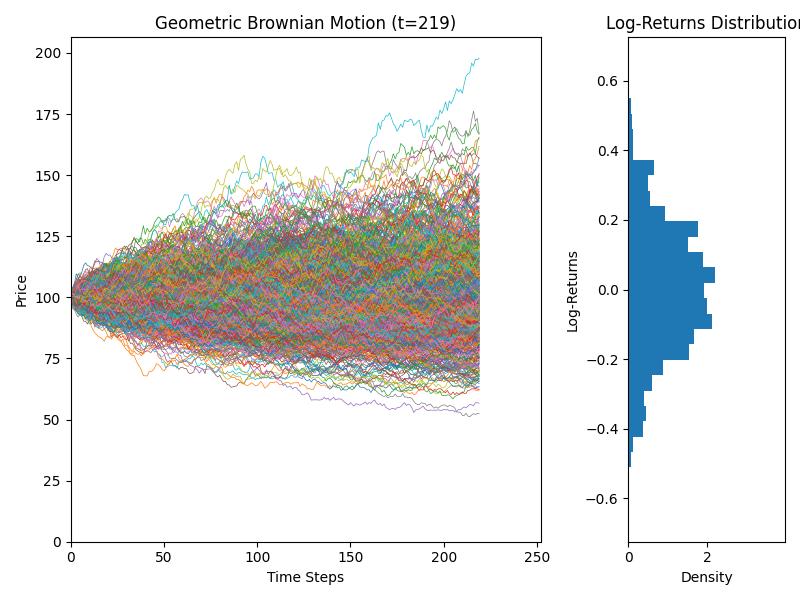 Geometric Brownian Motion (t=219)
Log-Returns Distribution
200
175
150
125
100
75
50
25
0
Price
0 50 100 150 200 250
Time Steps
0.6
0.4
0.2
0.0
−0.2
−0.4
−0.6
Log-Returns
0 2
Density